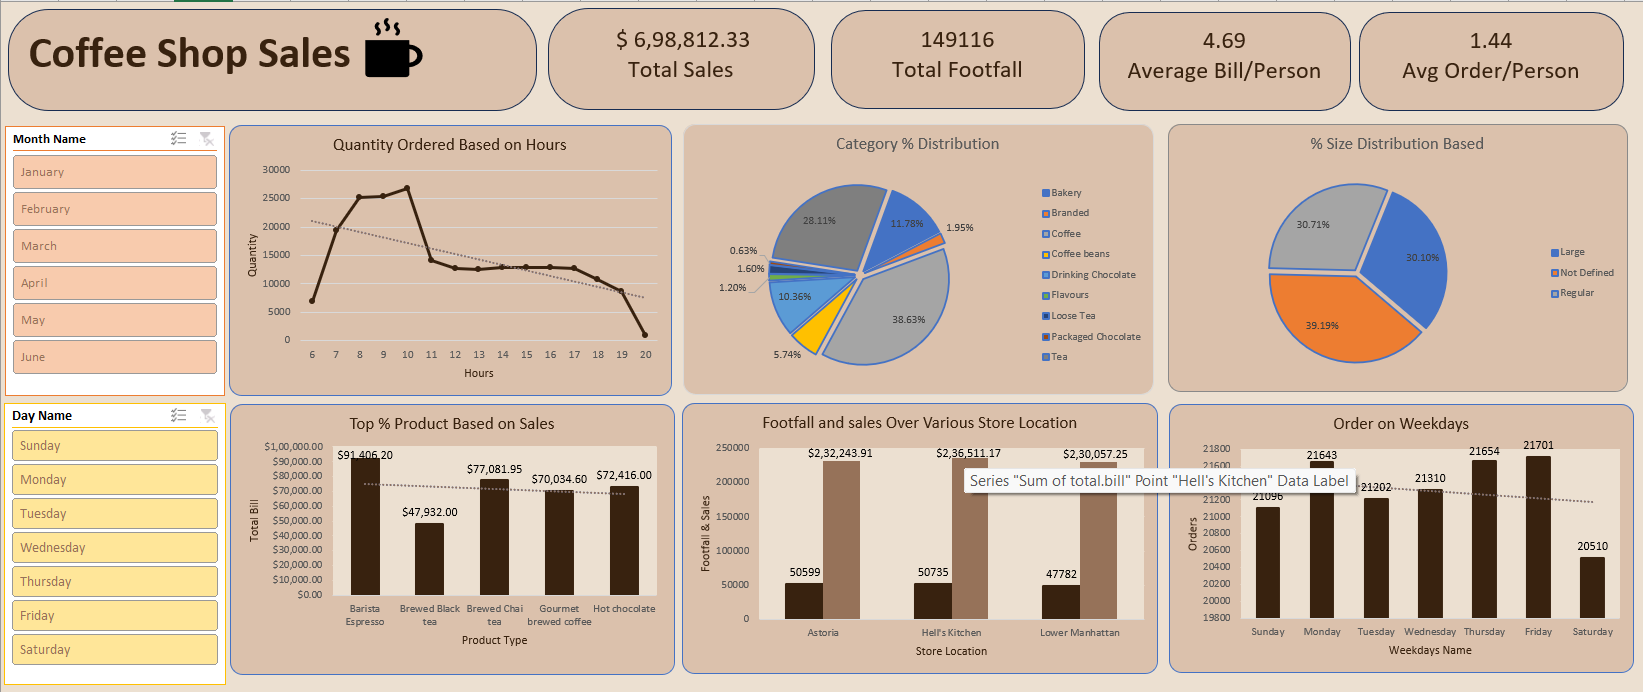 Coffee Shop Sales
$ 6,98,812.33
Total Sales
149116
Total Footfall
4.69
Average Bill/Person
1.44
Avg Order/Person
Month Name
January
February
March
April
May
June
Quantity Ordered Based on Hours
30000
25000
20000
15000
10000
5000
0
Quantity
6 7 8 9 10 11 12 13 14 15 16 17 18 19 20
Hours
Category % Distribution
28.11%
11.78%
1.95%
0.63%
1.60%
1.20%
10.36%
5.74%
38.63%
Bakery
Branded
Coffee
Coffee beans
Drinking Chocolate
Flavours
Loose Tea
Packaged Chocolate
Tea
% Size Distribution Based
30.71%
30.10%
39.19%
Large
Not Defined
Regular
Day Name
Sunday
Monday
Tuesday
Wednesday
Thursday
Friday
Saturday
Top % Product Based on Sales
$1,00,000.00
$90,000.00
$80,000.00
$70,000.00
$60,000.00
$50,000.00
$40,000.00
$30,000.00
$20,000.00
$10,000.00
$0.00
Total Bill
$91,406.20
$47,932.00
$77,081.95
$70,034.60
$72,416.00
Barista Espresso
Brewed Black tea
Brewed Chai tea
Gourmet brewed coffee
Hot chocolate
Product Type
Footfall and sales Over Various Store Location
250000
200000
150000
100000
50000
0
Footfall & Sales
$2,32,243.91
$2,36,511.17
$2,30,057.25
50599
50735
47782
Astoria
Hell's Kitchen
Lower Manhattan
Store Location
Series "Sum of total.bill" Point "Hell's Kitchen" Data Label
Order on Weekdays
21800
21600
21200
21000
20800
20600
20400
20200
20000
19800
Orders
21096
21643
21202
21310
21654
21701
20510
Sunday Monday Tuesday Wednesday Thursday Friday Saturday
Weekdays Name